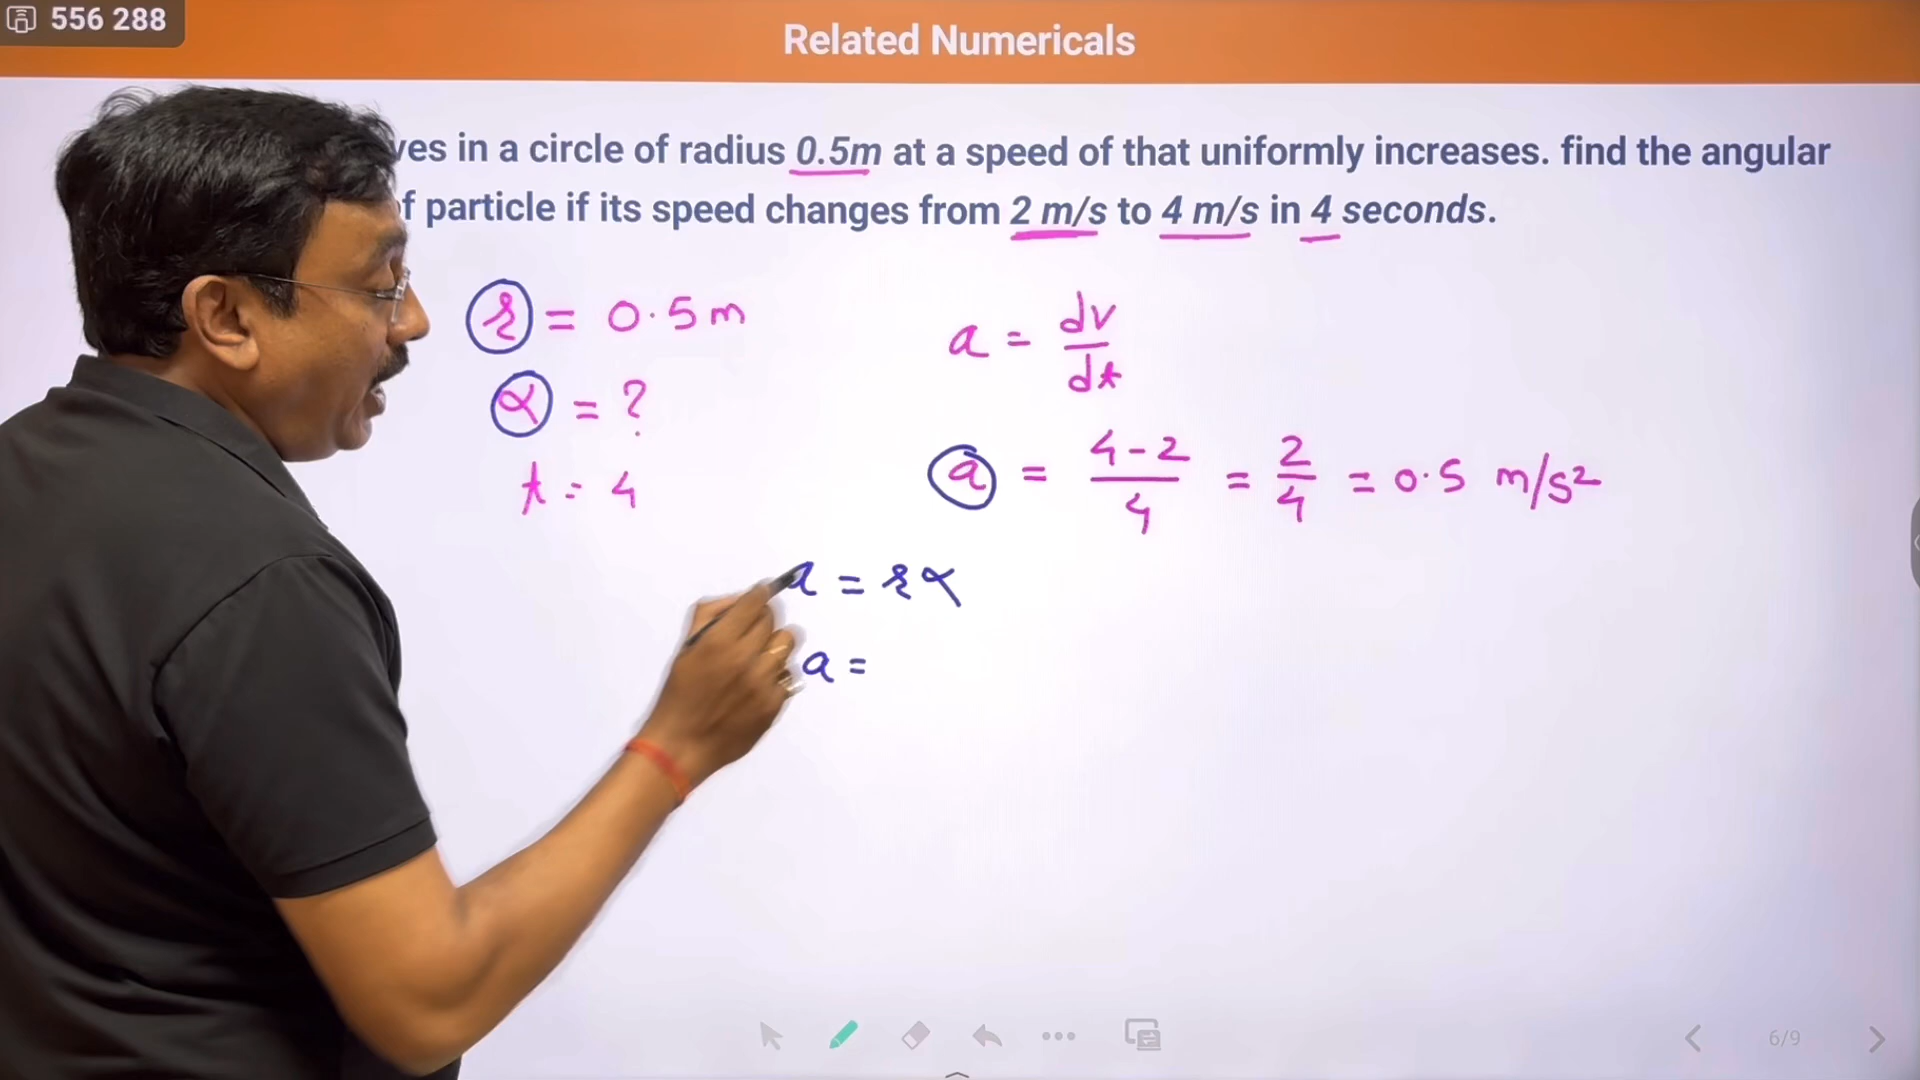 556 288
Related Numericals
ves in a circle of radius 0.5m at a speed of that uniformly increases. find the angular
f particle if its speed changes from 2 m/s to 4 m/s in 4 seconds.
r = 0.5 m
a = dv/dt
α = ?
a = 4-2/4 = 2/4 = 0.5 m/s²
t = 4
a = rα
a =
6/9